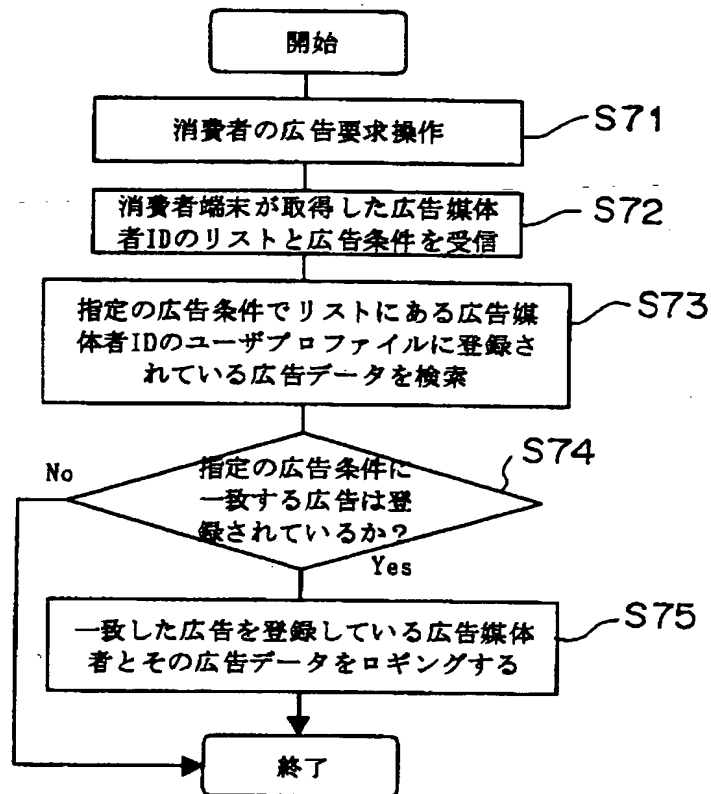 開始
消費者の広告要求操作
S71
消費者端末が取得した広告媒体
者IDのリストと広告条件を受信
S72
指定の広告条件でリストにある広告媒
体者IDのユーザプロファイルに登録さ
れている広告データを検索
S73
指定の広告条件に
一致する広告は登
録されているか?
S74
No
Yes
一致した広告を登録している広告媒体
者とその広告データをロギングする
S75
終了